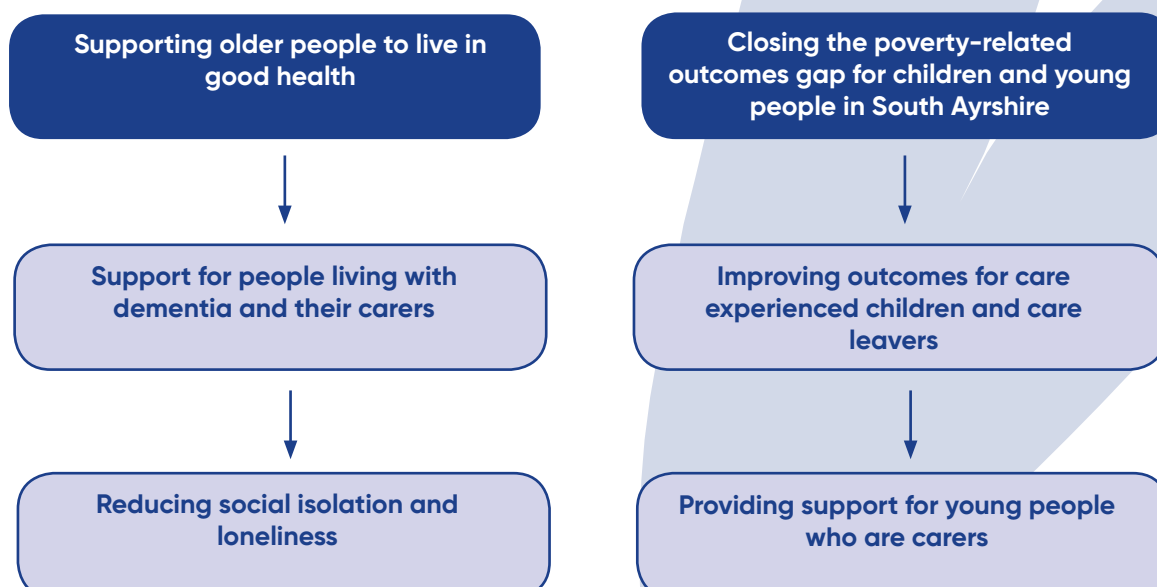 Supporting older people to live in
good health
Support for people living with
dementia and their carers
Reducing social isolation and
loneliness
Closing the poverty-related
outcomes gap for children and young
people in South Ayrshire
Improving outcomes for care
experienced children and care
leavers
Providing support for young people
who are carers